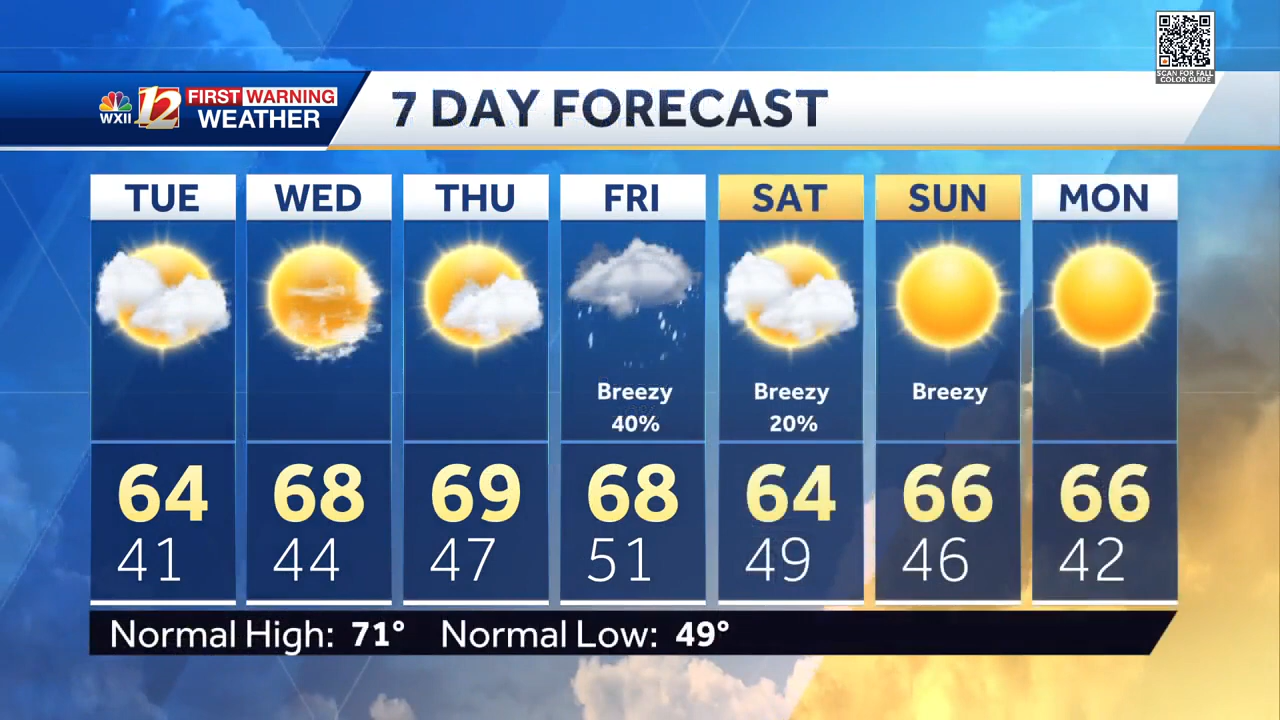 SCAN FOR FALL
COLOR GUIDE
WXII 12 FIRST WARNING
WEATHER
7 DAY FORECAST
TUE WED THU FRI SAT SUN MON
Breezy Breezy Breezy
40% 20%
64 68 69 68 64 66 66
41 44 47 51 49 46 42
Normal High: 71° Normal Low: 49°